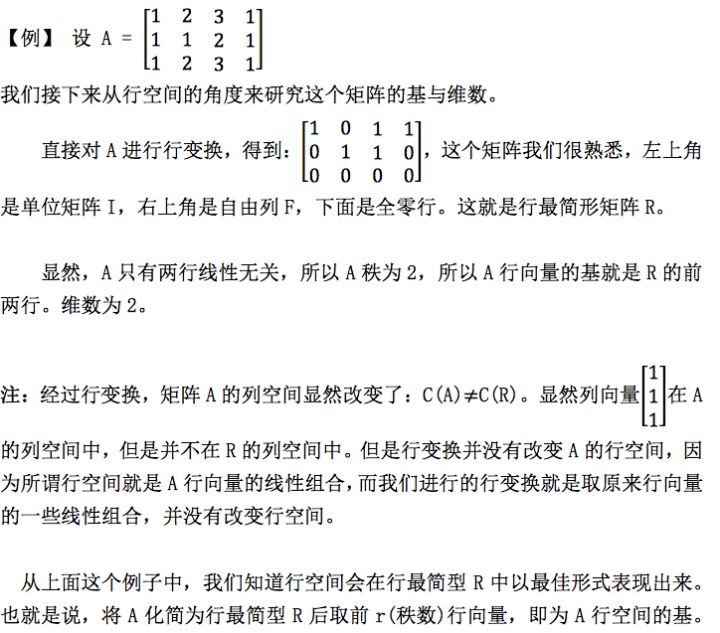 【例】 设 A = [1 2 3 1
1 1 2 1
1 2 3 1]
我们接下来从行空间的角度来研究这个矩阵的基与维数。
直接对 A 进行行变换，得到：[1 0 1 1
0 1 1 0
0 0 0 0]，这个矩阵我们很熟悉，左上角
是单位矩阵 I，右上角是自由列 F，下面是全零行。这就是行最简形矩阵 R。
显然，A 只有两行线性无关，所以 A 秩为 2，所以 A 行向量的基就是 R 的前
两行。维数为 2。
注：经过行变换，矩阵 A 的列空间显然改变了：C(A)≠C(R)。显然列向量[1
1
1]在 A
的列空间中，但是并不在 R 的列空间中。但是行变换并没有改变 A 的行空间，因
为所谓行空间就是 A 行向量的线性组合，而我们进行的行变换就是取原来行向量
的一些线性组合，并没有改变行空间。
从上面这个例子中，我们知道行空间会在行最简型 R 中以最佳形式表现出来。
也就是说，将 A 化简为行最简型 R 后取前 r(秩数)行向量，即为 A 行空间的基。